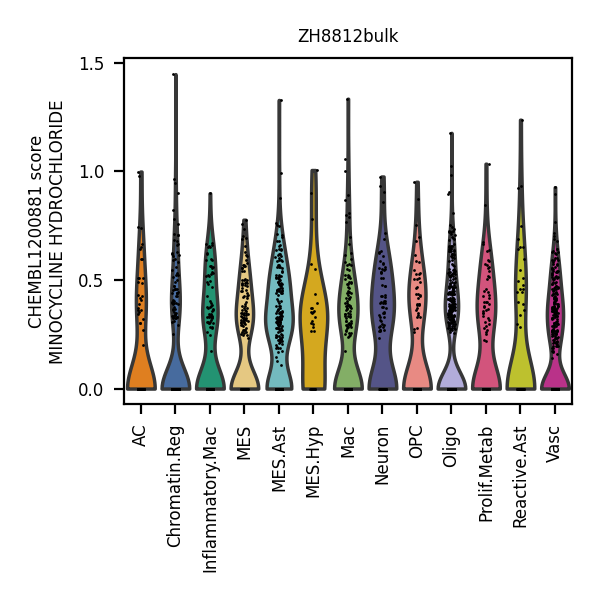 ZH8812bulk
CHEMBL1200881 score
MINOCYCLINE HYDROCHLORIDE
1.5
1.0
0.5
0.0
AC
Chromatin.Reg
Inflammatory.Mac
MES
MES.Ast
MES.Hyp
Mac
Neuron
OPC
Oligo
Prolif.Metab
Reactive.Ast
Vasc